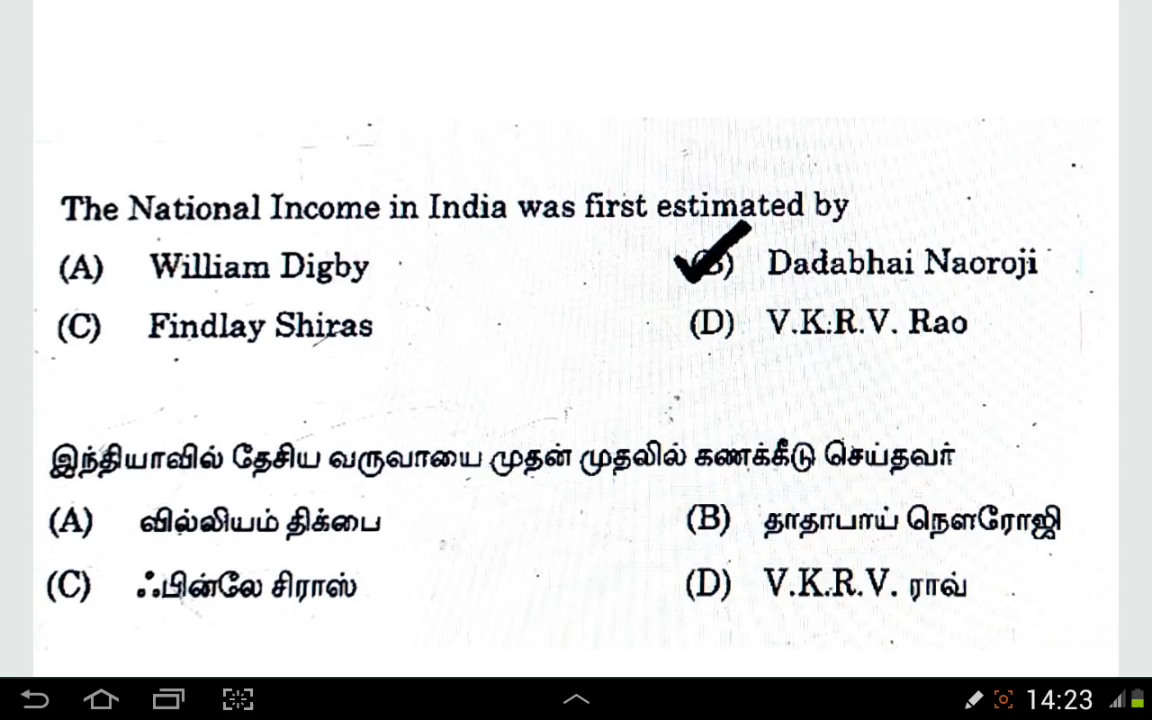 The National Income in India was first estimated by
(A) William Digby (B) Dadabhai Naoroji
(C) Findlay Shiras (D) V.K.R.V. Rao
இந்தியாவில் தேசிய வருவாயை முதன் முதலில் கணக்கீடு செய்தவர்
(A) வில்லியம் திக்பை (B) தாதாபாய் நௌரோஜி
(C) ஃபின்லே சிராஸ் (D) V.K.R.V. ராவ்
14:23